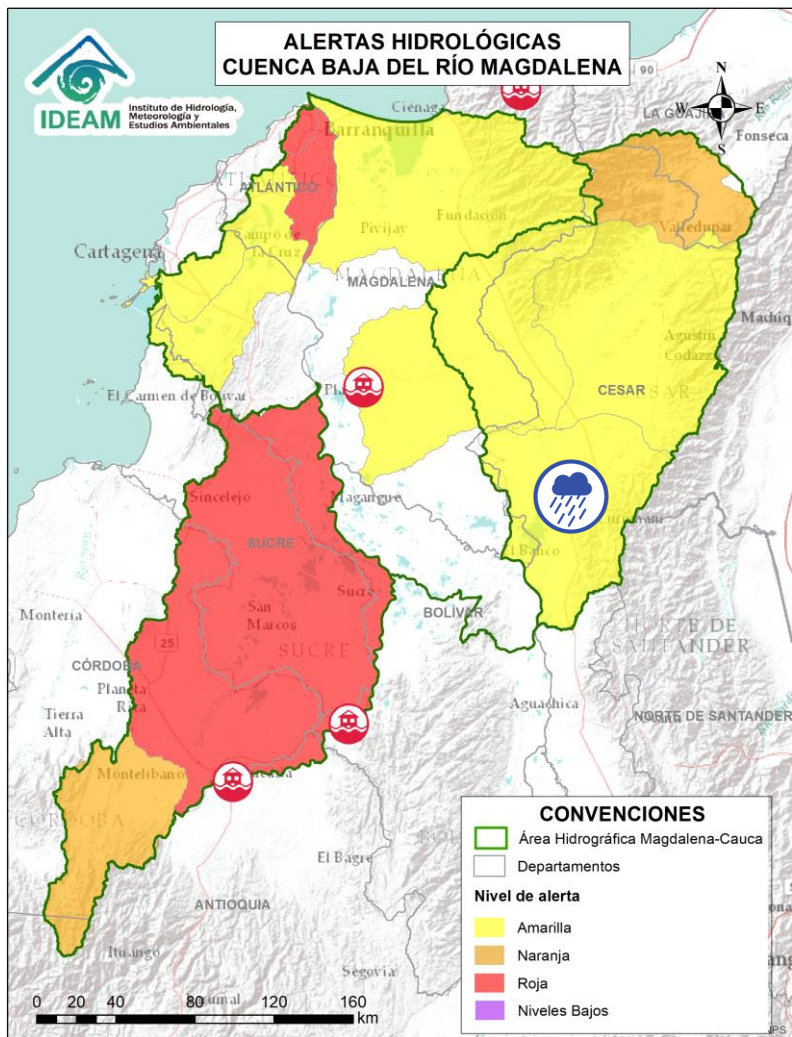 ALERTAS HIDROLÓGICAS
CUENCA BAJA DEL RÍO MAGDALENA
IDEAM
Instituto de Hidrología,
Meteorología y
Estudios Ambientales
N
W E
S
90
Ciénaga
LA GUAJIRA
Fonseca
Barranquilla
ATLÁNTICO
Pivijay
Fundación
Valledupar
Campo de
la Cruz
Cartagena
MAGDALENA
MAGDALENA
Machiq
Agustín
Codazzi
CESAR
El Carmen de Bolívar
Pla
Sincelejo
Magangue
SUCRE
El Banco
Sucre
San
Marcos
BOLÍVAR
Montería
SUCRE
NORTE DE
SANTANDER
25
CÓRDOBA
Planeta
Rica
Aguachica
Tierra
Alta
NORTE DE SANTANDER
Montelíbano
CÓRDOBA
El Bagre
ANTIOQUIA
Ituango
Segovia
0 20 40 80 120 160
km
CONVENCIONES
Área Hidrográfica Magdalena-Cauca
Departamentos
Nivel de alerta
Amarilla
Naranja
Roja
Niveles Bajos